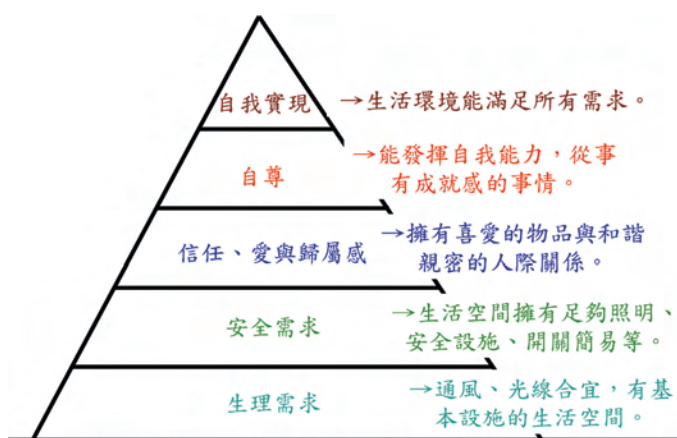 自我實現
→生活環境能滿足所有需求。
自尊
→能發揮自我能力，從事
有成就感的事情。
信任、愛與歸屬感
→擁有喜愛的物品與和諧
親密的人際關係。
安全需求
→生活空間擁有足夠照明、
安全設施、開關簡易等。
生理需求
→通風、光線合宜，有基
本設施的生活空間。